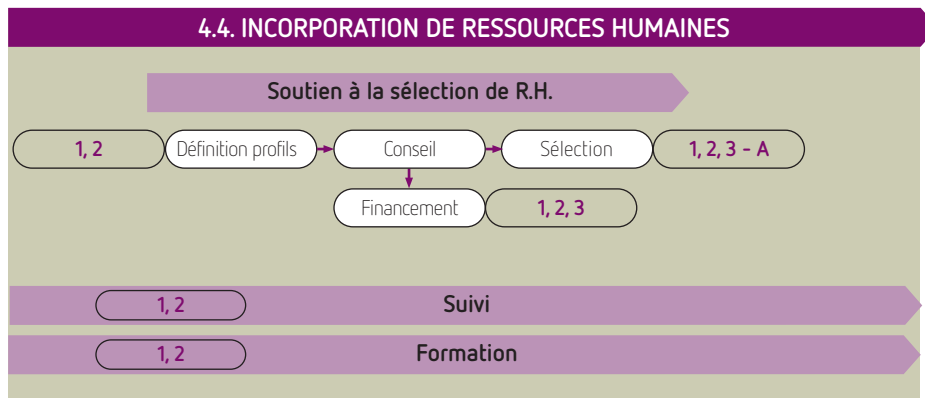 4.4. INCORPORATION DE RESSOURCES HUMAINES
Soutien à la sélection de R.H.
1, 2 Définition profils Conseil Sélection 1, 2, 3 - A
Financement 1, 2, 3
1, 2 Suivi
1, 2 Formation